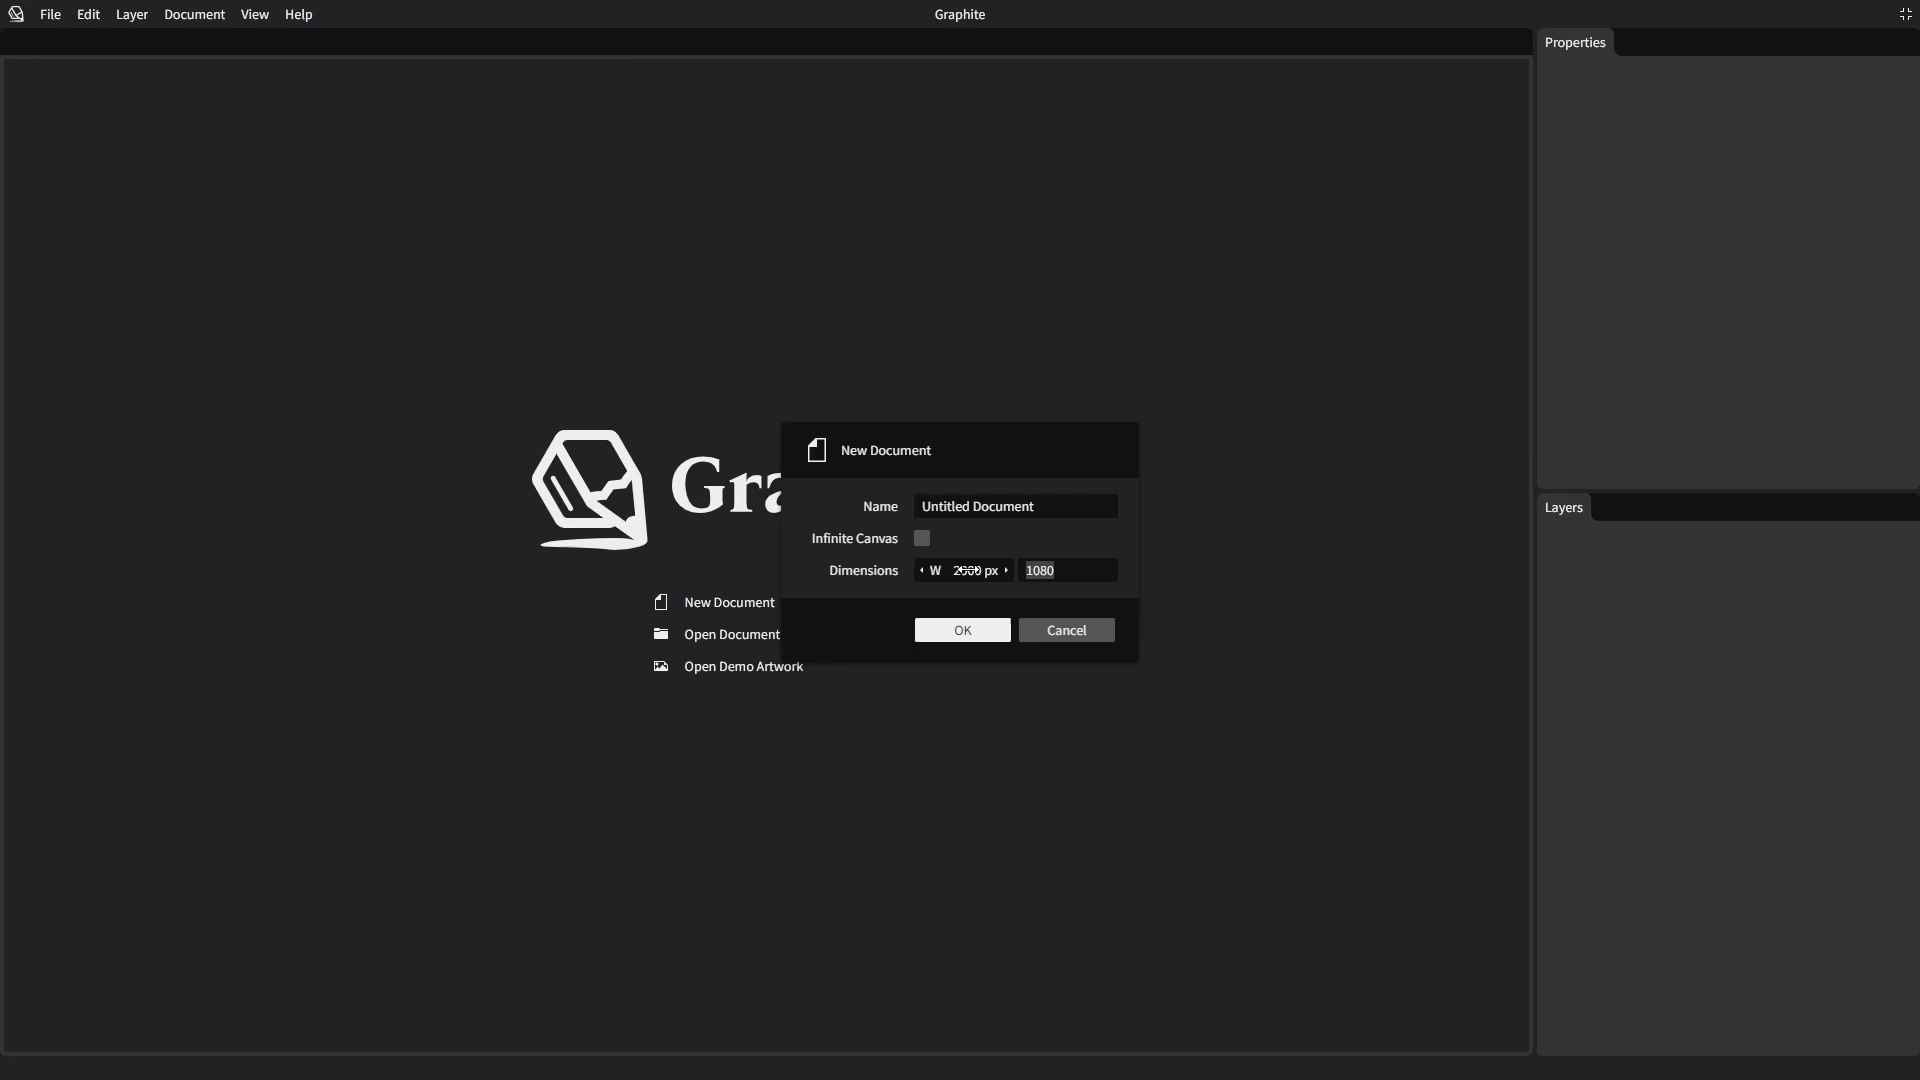 File Edit Layer Document View Help
Graphite
Properties
New Document
Name Untitled Document
Infinite Canvas
Dimensions W px 1080
OK Cancel
New Document
Open Document
Open Demo Artwork
Layers